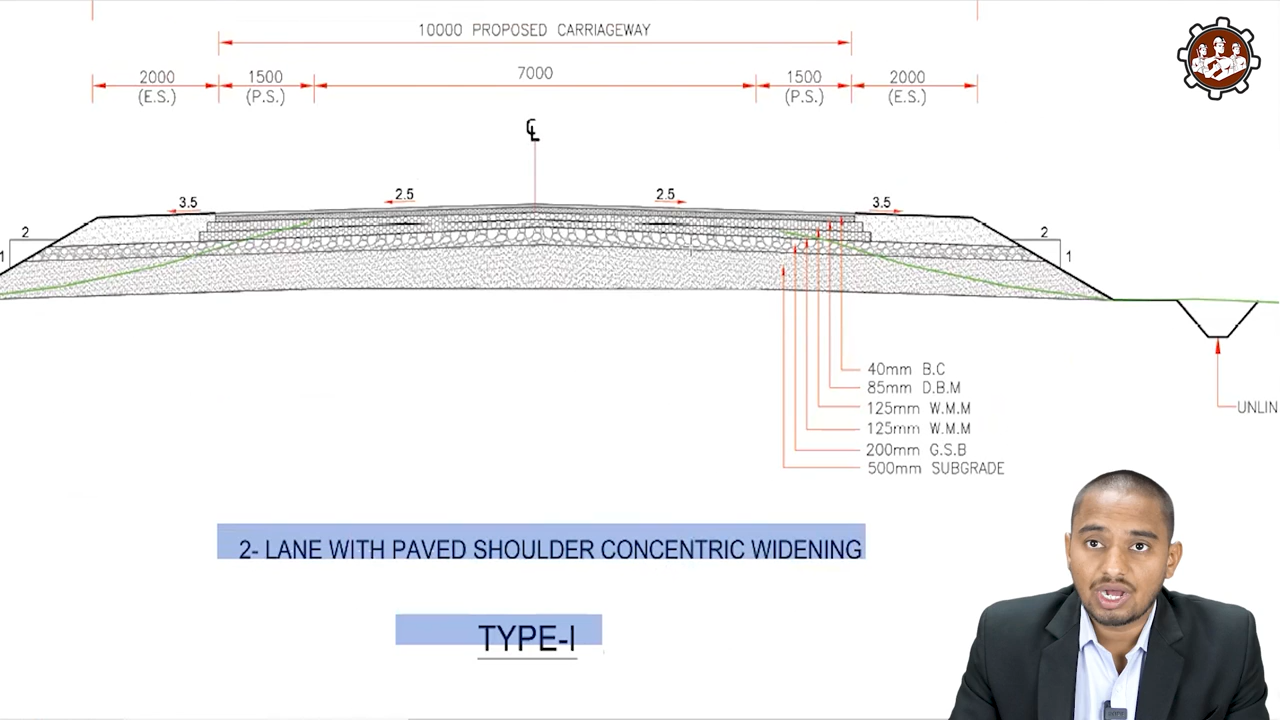 10000 PROPOSED CARRIAGEWAY
2000 1500 7000 1500 2000
(E.S.) (P.S.) (P.S.) (E.S.)
℄
3.5 2.5 2.5 3.5
2 2
1 1
40mm B.C
85mm D.B.M
125mm W.M.M
125mm W.M.M
200mm G.S.B
500mm SUBGRADE
UNLIN
2- LANE WITH PAVED SHOULDER CONCENTRIC WIDENING
TYPE-I